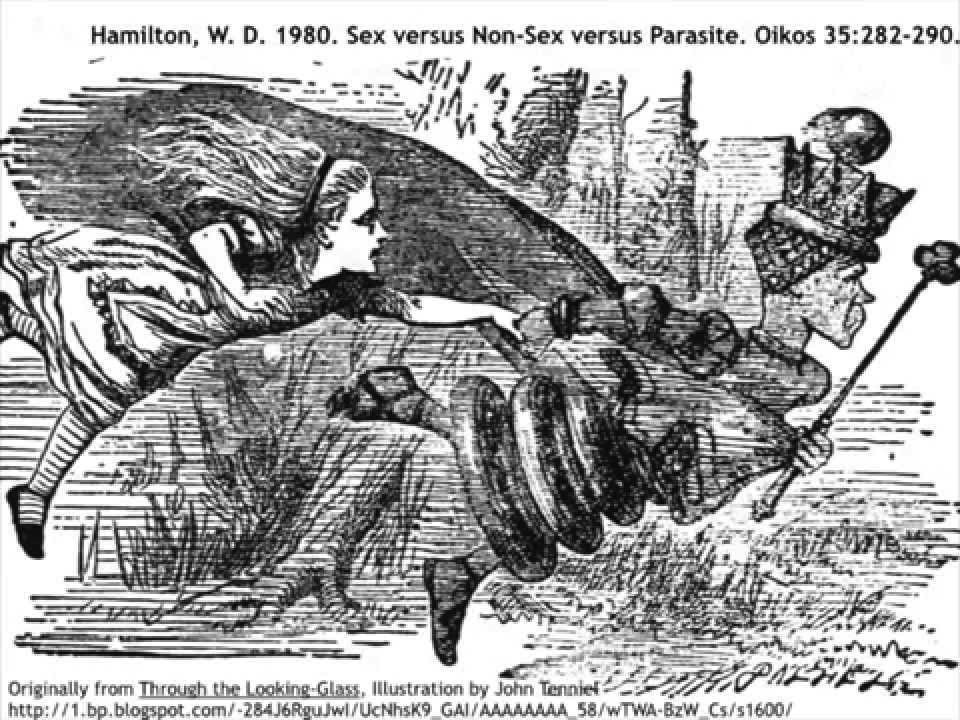 Hamilton, W. D. 1980. Sex versus Non-Sex versus Parasite. Oikos 35:282-290.
Originally from Through the Looking-Glass, Illustration by John Tenniel
http://1.bp.blogspot.com/-284J6RguJwI/UcNhsK9_GAI/AAAAAAAA_58/wTWA-BzW_Cs/s1600/